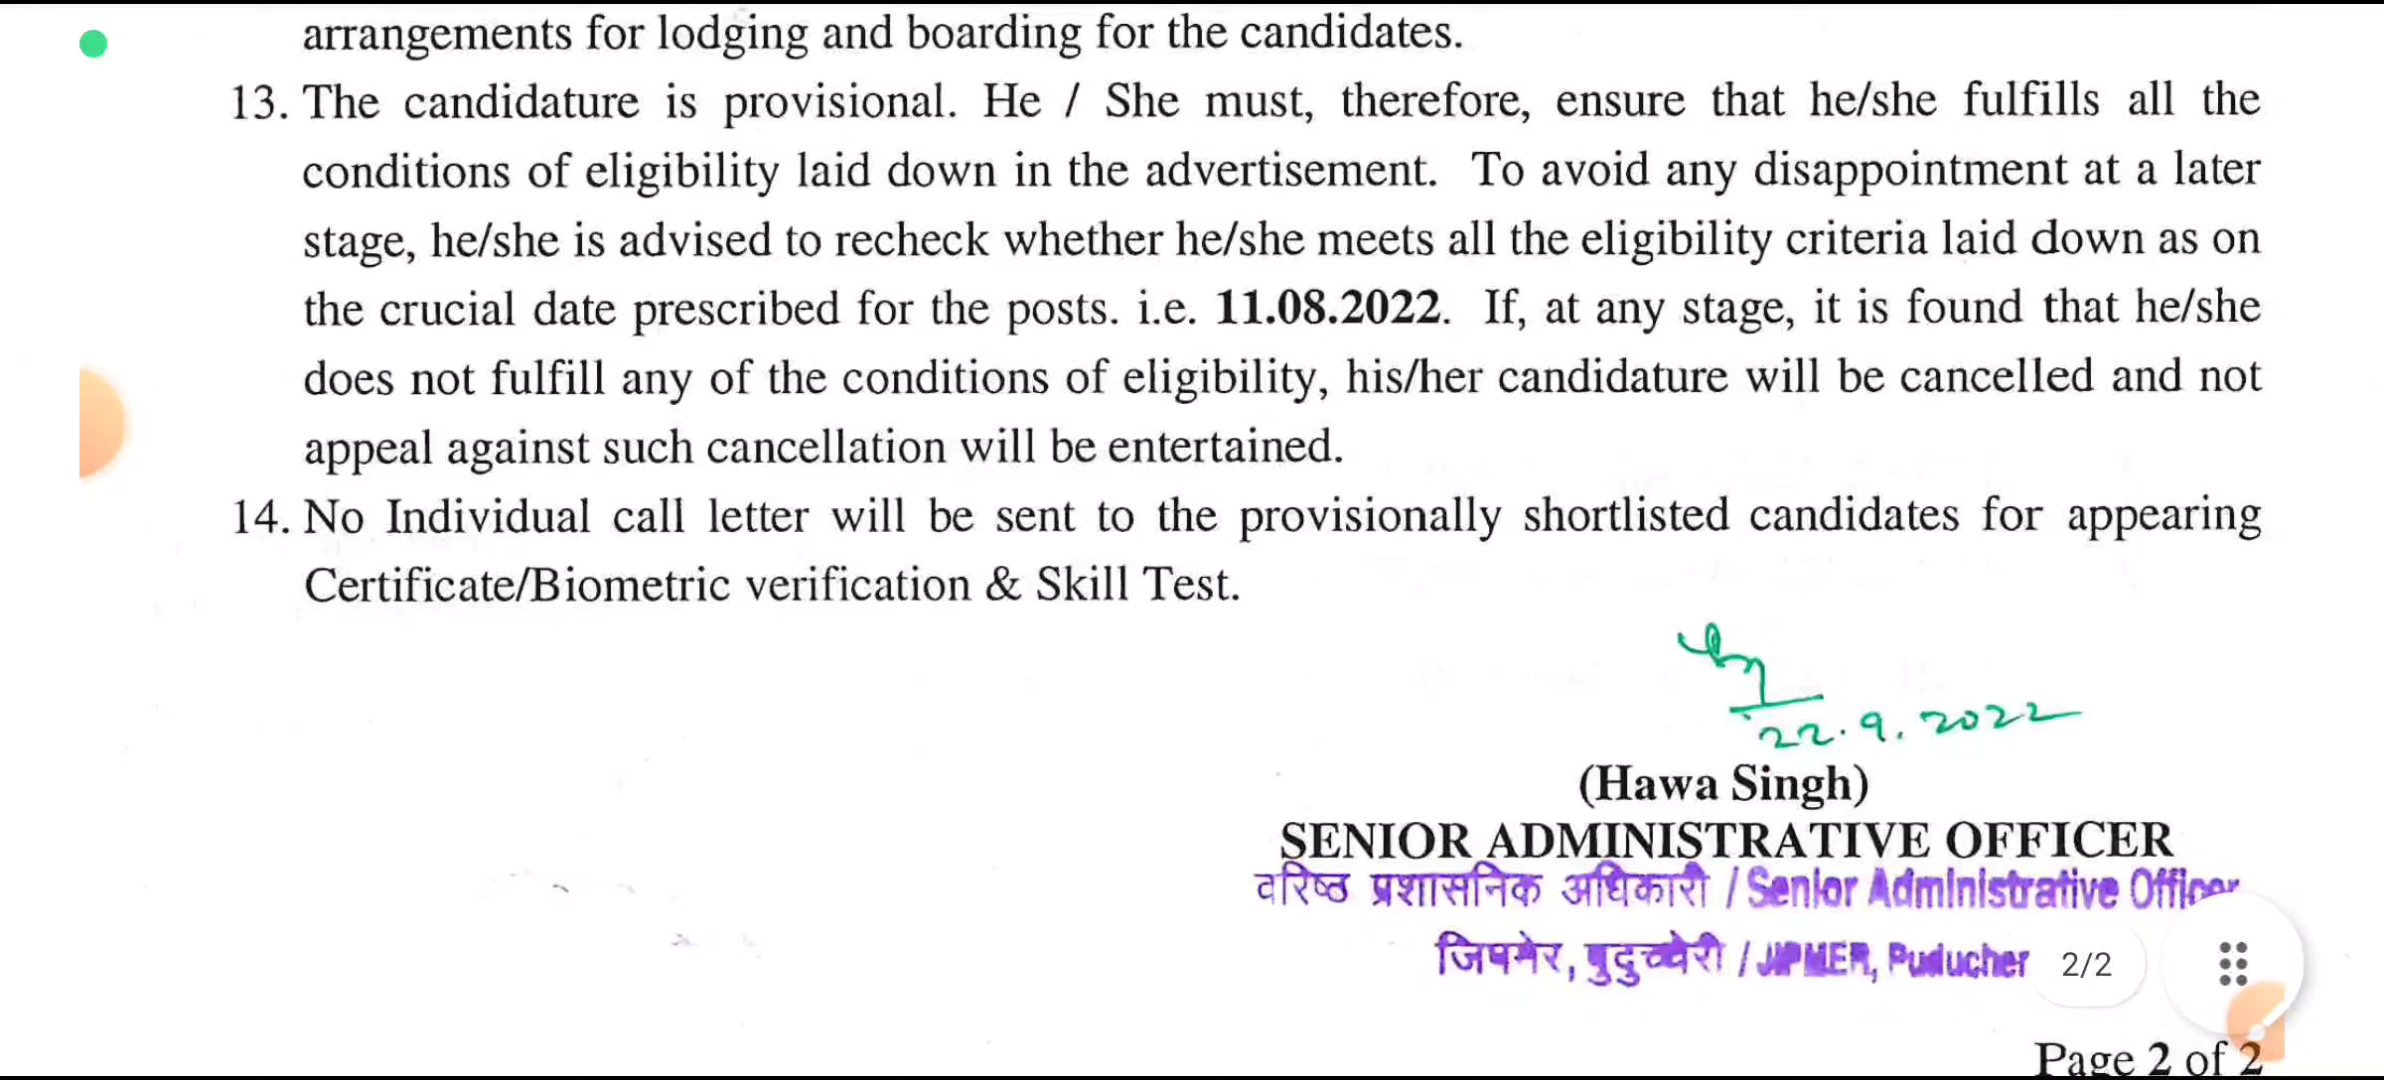 arrangements for lodging and boarding for the candidates.
13. The candidature is provisional. He / She must, therefore, ensure that he/she fulfills all the
conditions of eligibility laid down in the advertisement. To avoid any disappointment at a later
stage, he/she is advised to recheck whether he/she meets all the eligibility criteria laid down as on
the crucial date prescribed for the posts. i.e. 11.08.2022. If, at any stage, it is found that he/she
does not fulfill any of the conditions of eligibility, his/her candidature will be cancelled and not
appeal against such cancellation will be entertained.
14. No Individual call letter will be sent to the provisionally shortlisted candidates for appearing
Certificate/Biometric verification & Skill Test.
22.9.2022
(Hawa Singh)
SENIOR ADMINISTRATIVE OFFICER
वरिष्ठ प्रशासनिक अधिकारी / Senior Administrative Officer
जिपमेर, पुदुच्चेरी / JIPMER, Puducher
2/2
Page 2 of 2